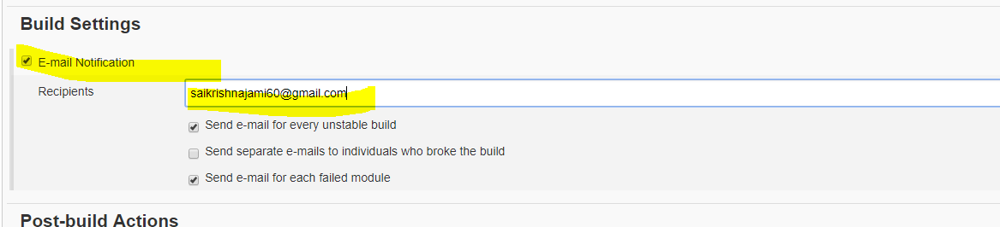 Build Settings
E-mail Notification
Recipients saikrishnajami60@gmail.com
Send e-mail for every unstable build
Send separate e-mails to individuals who broke the build
Send e-mail for each failed module
Post-build Actions